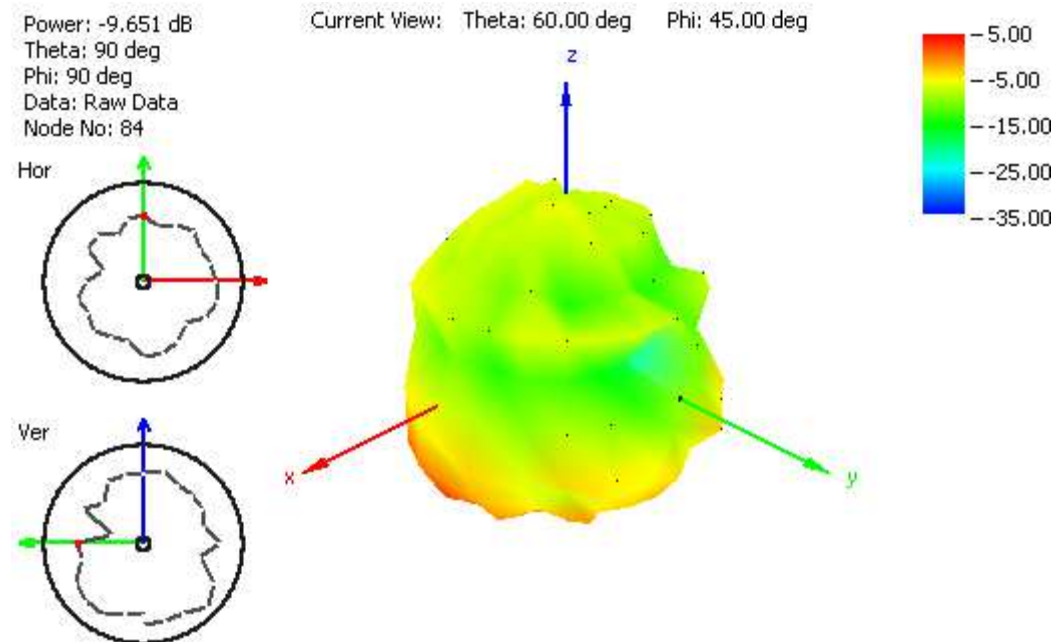 Power: -9.651 dB
Theta: 90 deg
Phi: 90 deg
Data: Raw Data
Node No: 84
Current View: Theta: 60.00 deg Phi: 45.00 deg
Hor
Ver
z
x
y
5.00
-5.00
-15.00
-25.00
-35.00